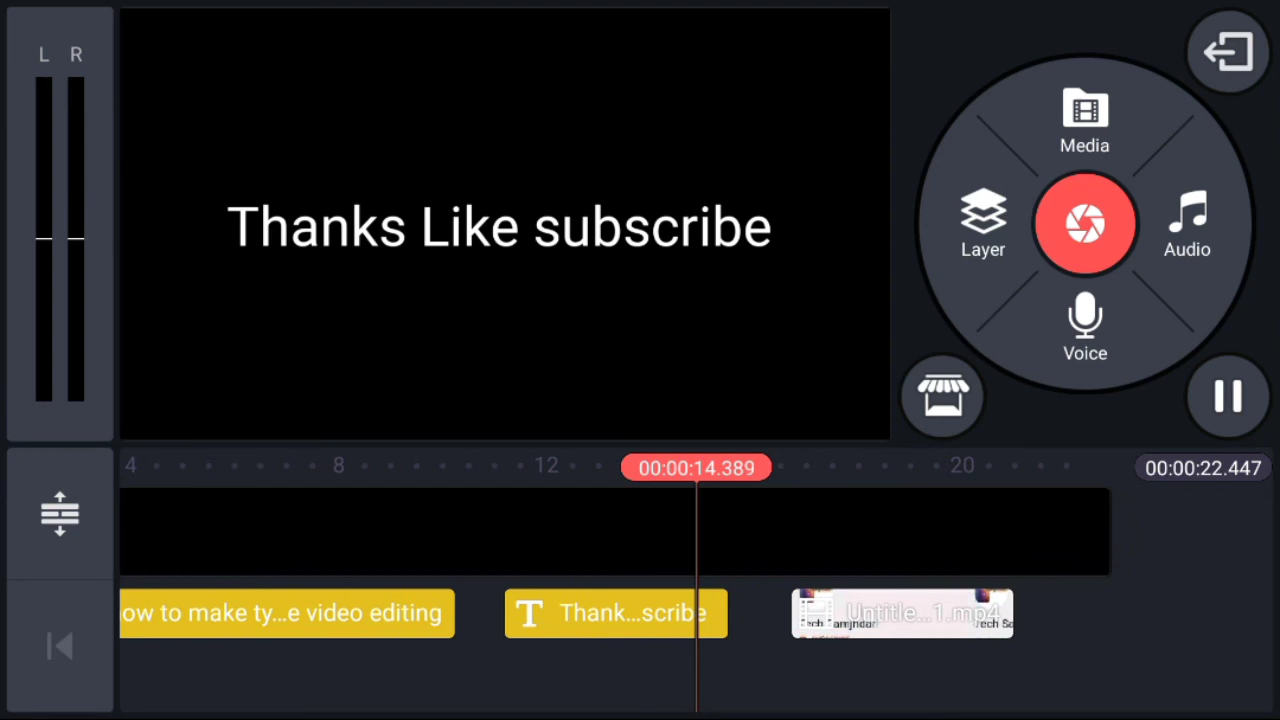 L R
Thanks Like subscribe
Media
Layer
Audio
Voice
4 8 12 00:00:14.389 20 00:00:22.447
ow to make ty...e video editing
T Thank...scribe
Untitle...1.mp4